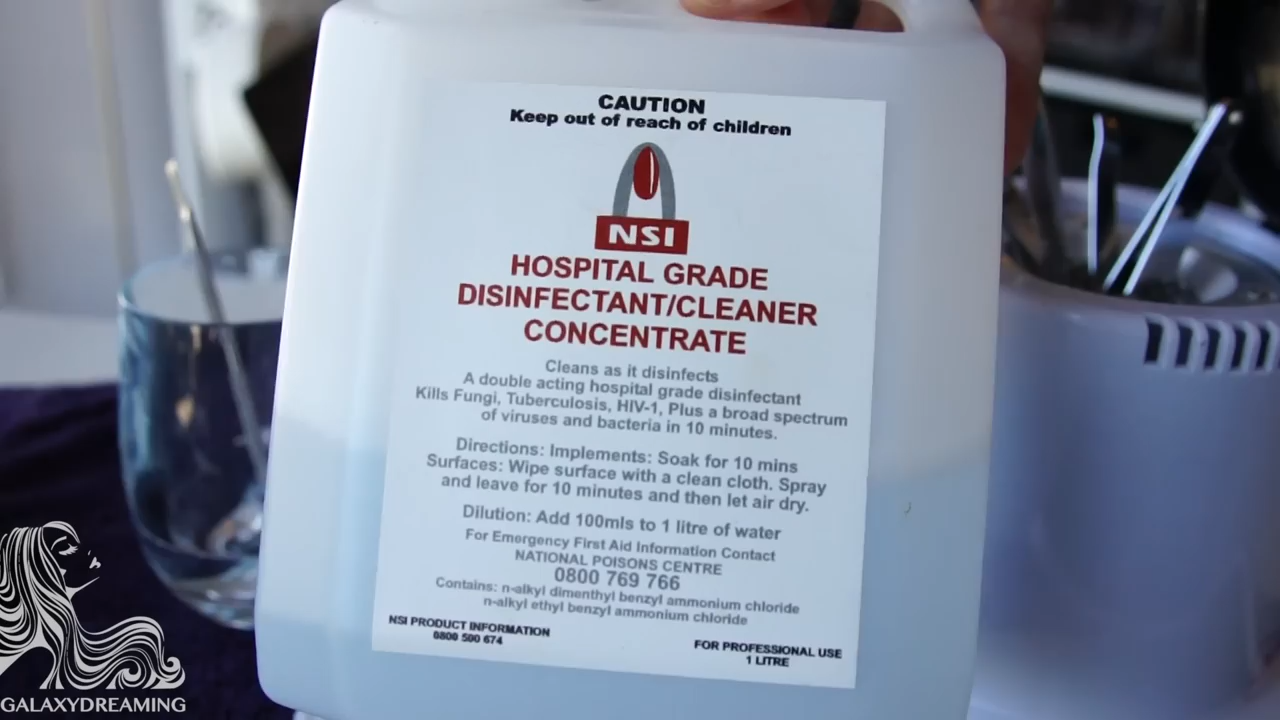 CAUTION
Keep out of reach of children
NSI
HOSPITAL GRADE
DISINFECTANT/CLEANER
CONCENTRATE
Cleans as it disinfects
A double acting hospital grade disinfectant
Kills Fungi, Tuberculosis, HIV-1, Plus a broad spectrum
of viruses and bacteria in 10 minutes.
Directions: Implements: Soak for 10 mins
Surfaces: Wipe surface with a clean cloth. Spray
and leave for 10 minutes and then let air dry.
Dilution: Add 100mls to 1 litre of water
For Emergency First Aid Information Contact
NATIONAL POISONS CENTRE
0800 769 766
Contains: n-alkyl dimenthyl benzyl ammonium chloride
n-alkyl ethyl benzyl ammonium chloride
NSI PRODUCT INFORMATION
0800 500 674
FOR PROFESSIONAL USE
1 LITRE
GALAXYDREAMING